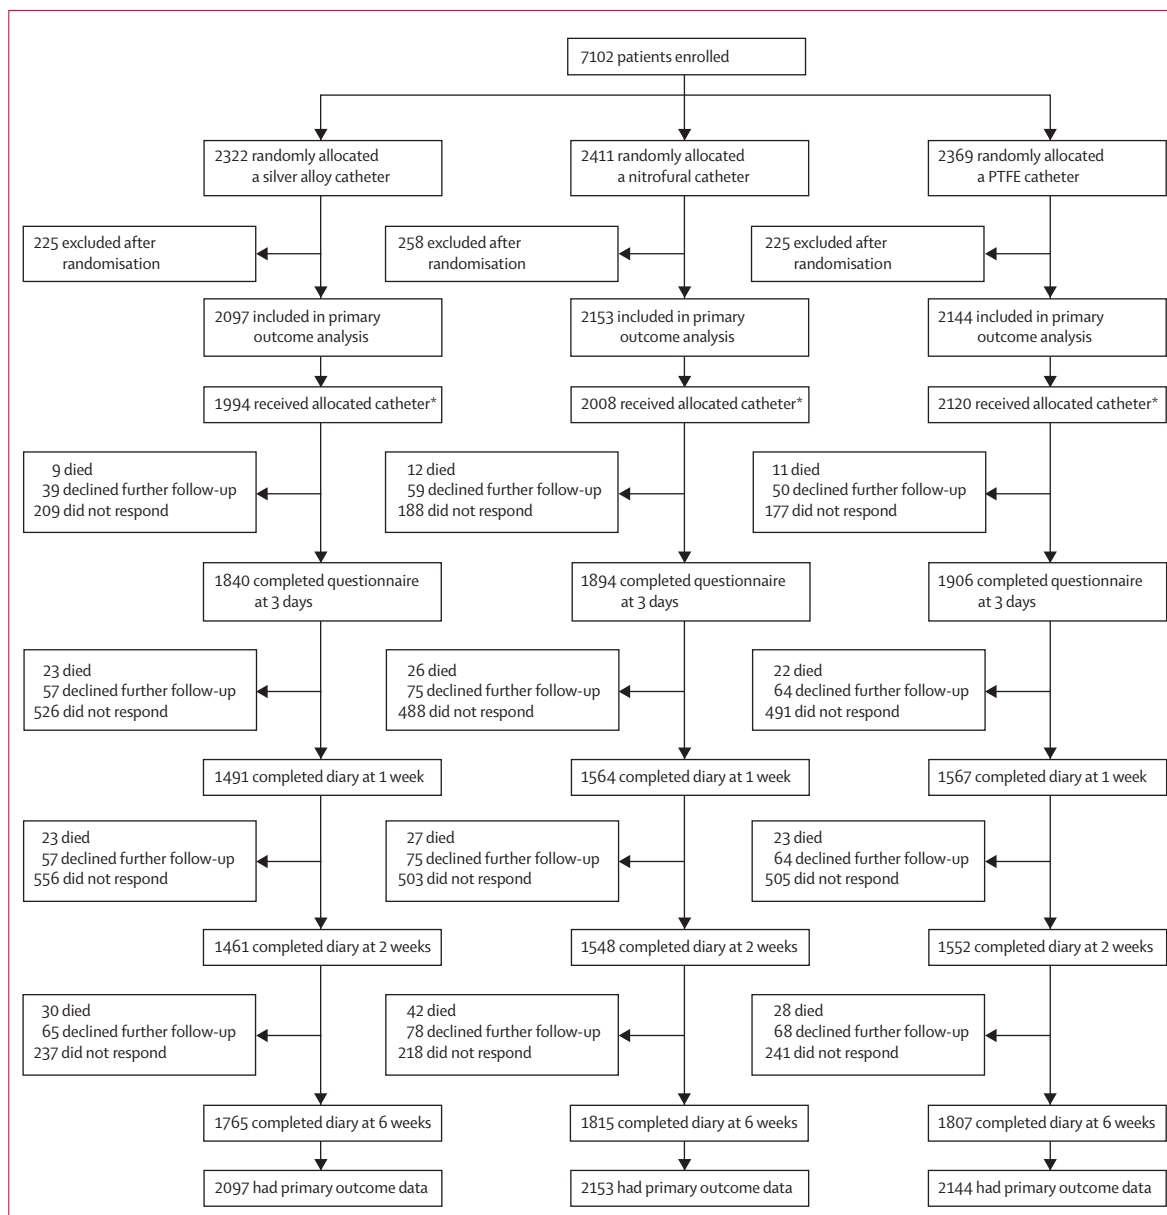 7102 patients enrolled
2322 randomly allocated
a silver alloy catheter
2411 randomly allocated
a nitrofural catheter
2369 randomly allocated
a PTFE catheter
225 excluded after
randomisation
258 excluded after
randomisation
225 excluded after
randomisation
2097 included in primary
outcome analysis
2153 included in primary
outcome analysis
2144 included in primary
outcome analysis
1994 received allocated catheter*
2008 received allocated catheter*
2120 received allocated catheter*
9 died
39 declined further follow-up
209 did not respond
12 died
59 declined further follow-up
188 did not respond
11 died
50 declined further follow-up
177 did not respond
1840 completed questionnaire
at 3 days
1894 completed questionnaire
at 3 days
1906 completed questionnaire
at 3 days
23 died
57 declined further follow-up
526 did not respond
26 died
75 declined further follow-up
488 did not respond
22 died
64 declined further follow-up
491 did not respond
1491 completed diary at 1 week
1564 completed diary at 1 week
1567 completed diary at 1 week
23 died
57 declined further follow-up
556 did not respond
27 died
75 declined further follow-up
503 did not respond
23 died
64 declined further follow-up
505 did not respond
1461 completed diary at 2 weeks
1548 completed diary at 2 weeks
1552 completed diary at 2 weeks
30 died
65 declined further follow-up
237 did not respond
42 died
78 declined further follow-up
218 did not respond
28 died
68 declined further follow-up
241 did not respond
1765 completed diary at 6 weeks
1815 completed diary at 6 weeks
1807 completed diary at 6 weeks
2097 had primary outcome data
2153 had primary outcome data
2144 had primary outcome data